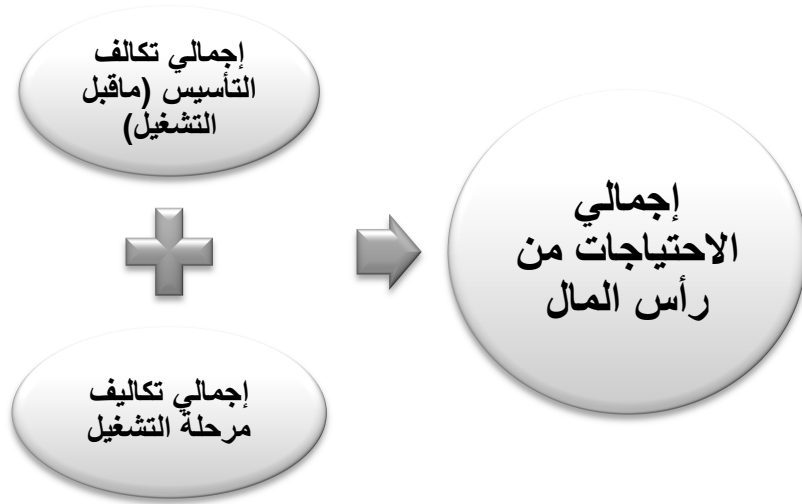 إجمالي تكالف
التأسيس (ماقبل
التشغيل)
إجمالي تكاليف
مرحلة التشغيل
إجمالي
الاحتياجات من
رأس المال